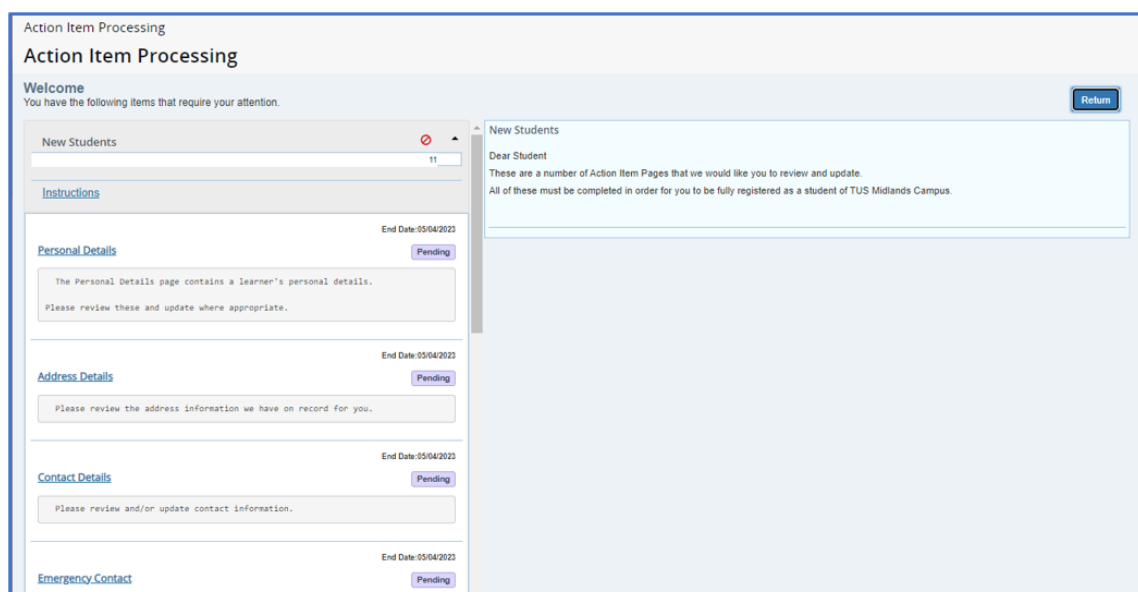 Action Item Processing
Action Item Processing
Welcome
You have the following items that require your attention.
Return
New Students
11
Instructions
End Date:05/04/2023
Personal Details
Pending
The Personal Details page contains a learner's personal details.
Please review these and update where appropriate.
End Date:05/04/2023
Address Details
Pending
Please review the address information we have on record for you.
End Date:05/04/2023
Contact Details
Pending
Please review and/or update contact information.
End Date:05/04/2023
Emergency Contact
Pending
New Students
Dear Student
These are a number of Action Item Pages that we would like you to review and update.
All of these must be completed in order for you to be fully registered as a student of TUS Midlands Campus.